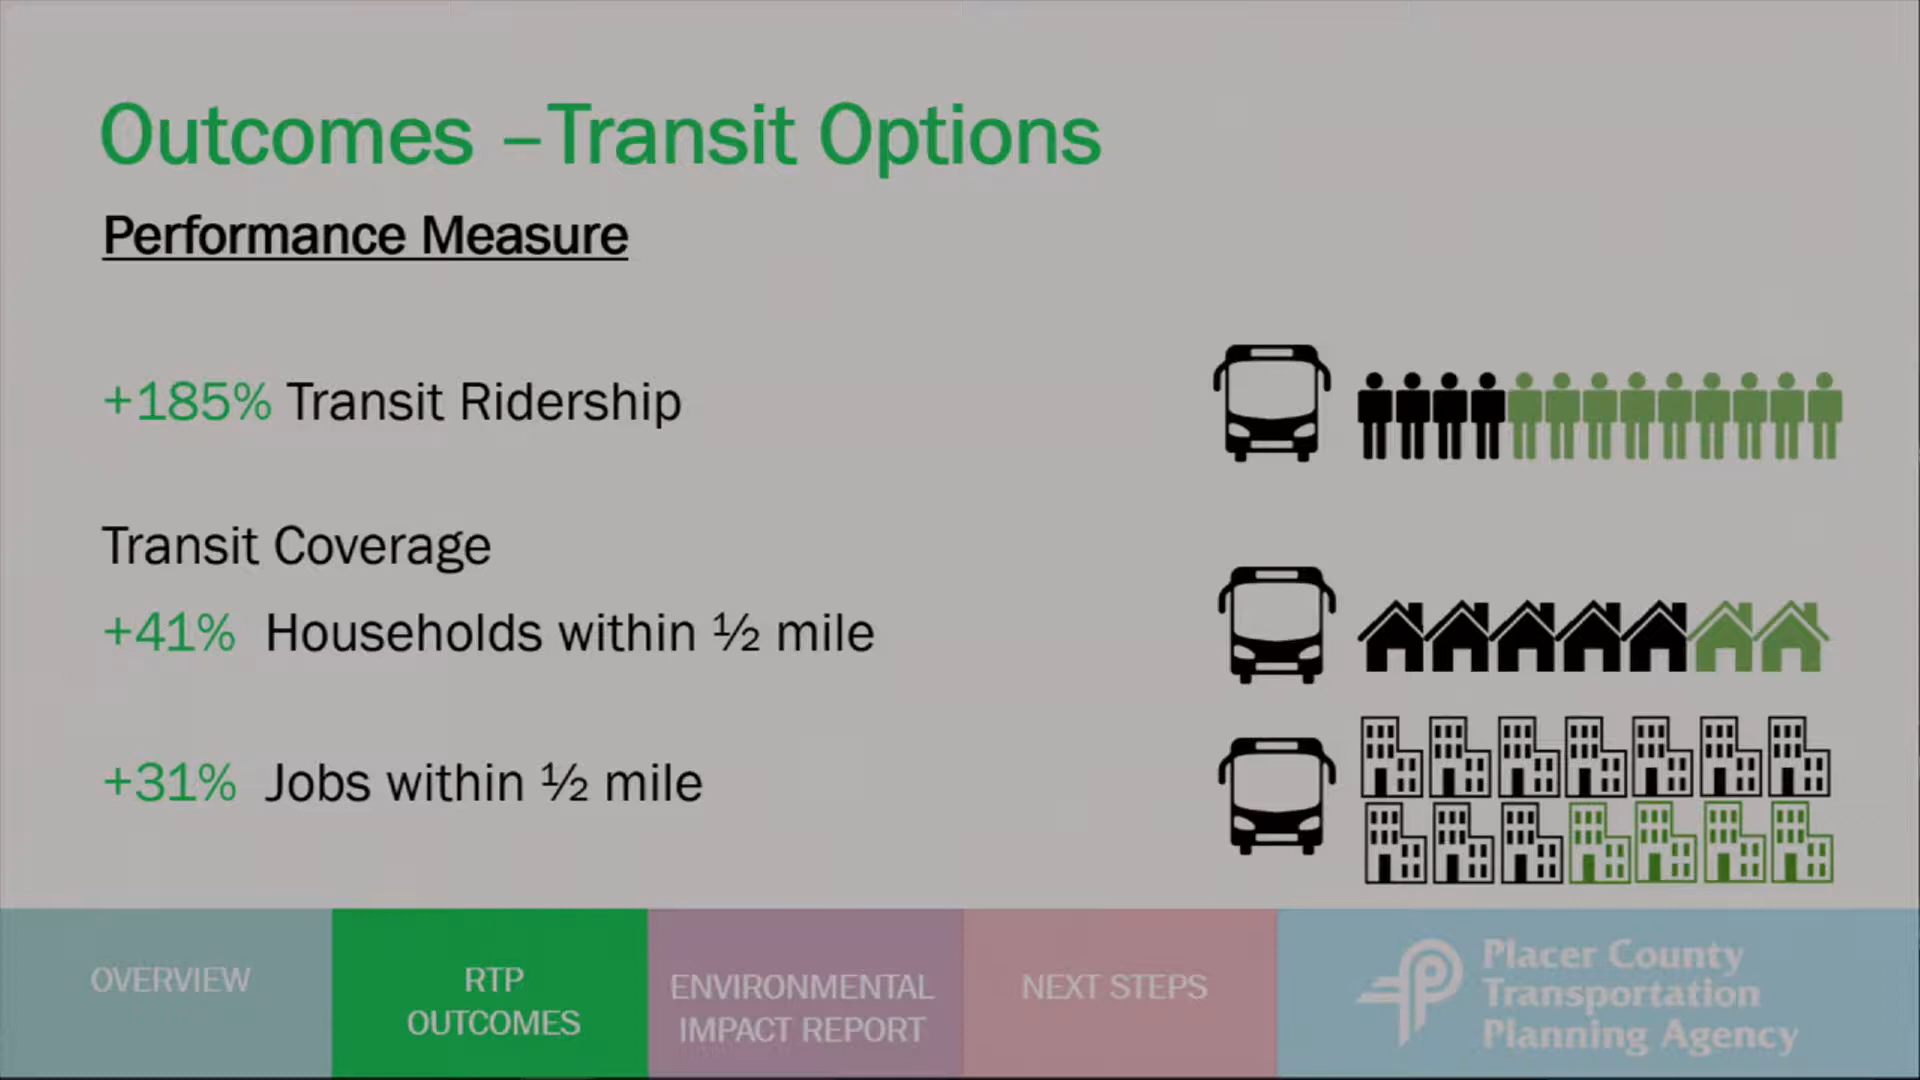 Outcomes –Transit Options
Performance Measure
+185% Transit Ridership
Transit Coverage
+41% Households within ½ mile
+31% Jobs within ½ mile
OVERVIEW
RTP
OUTCOMES
ENVIRONMENTAL
IMPACT REPORT
NEXT STEPS
Placer County
Transportation
Planning Agency